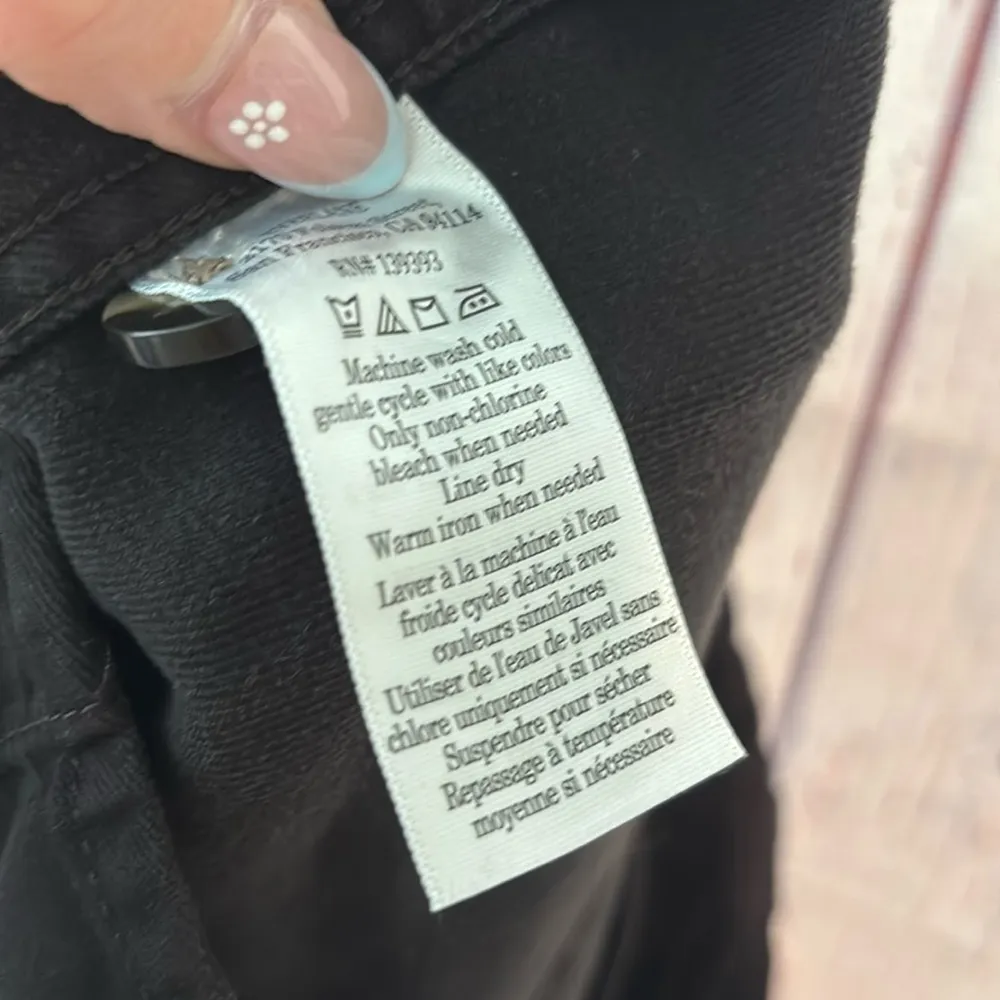 San Francisco, CA 94114
RN# 139393
Machine wash cold
gentle cycle with like colors
Only non-chlorine
bleach when needed
Line dry
Warm iron when needed
Laver à la machine à l'eau
froide cycle delicat avec
couleurs similaires
Utiliser de l'eau de Javel sans
chlore uniquement si nécessaire
Suspendre pour sécher
Repassage à température
moyenne si nécessaire